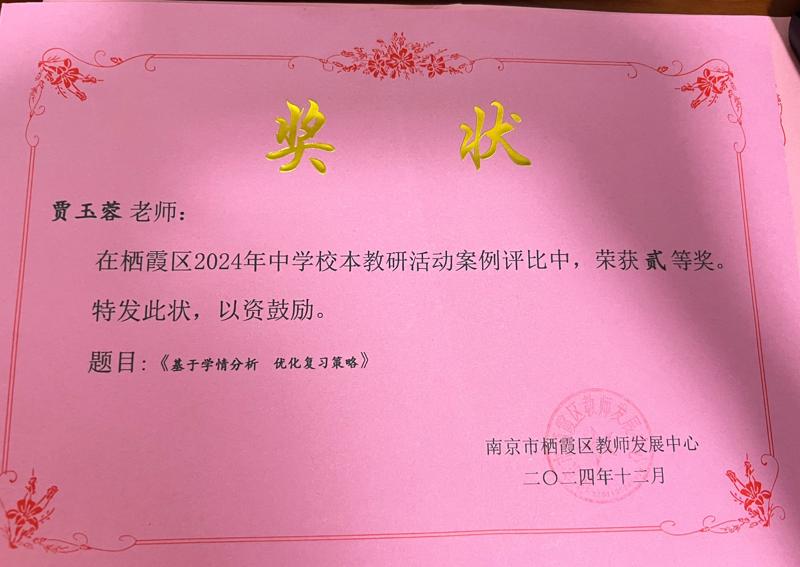 奖 状
贾玉蓉 老师：
在栖霞区2024年中学校本教研活动案例评比中，荣获 贰 等奖。
特发此状，以资鼓励。
题目：《基于学情分析 优化复习策略》
南京市栖霞区教师发展中心
二〇二四年十二月